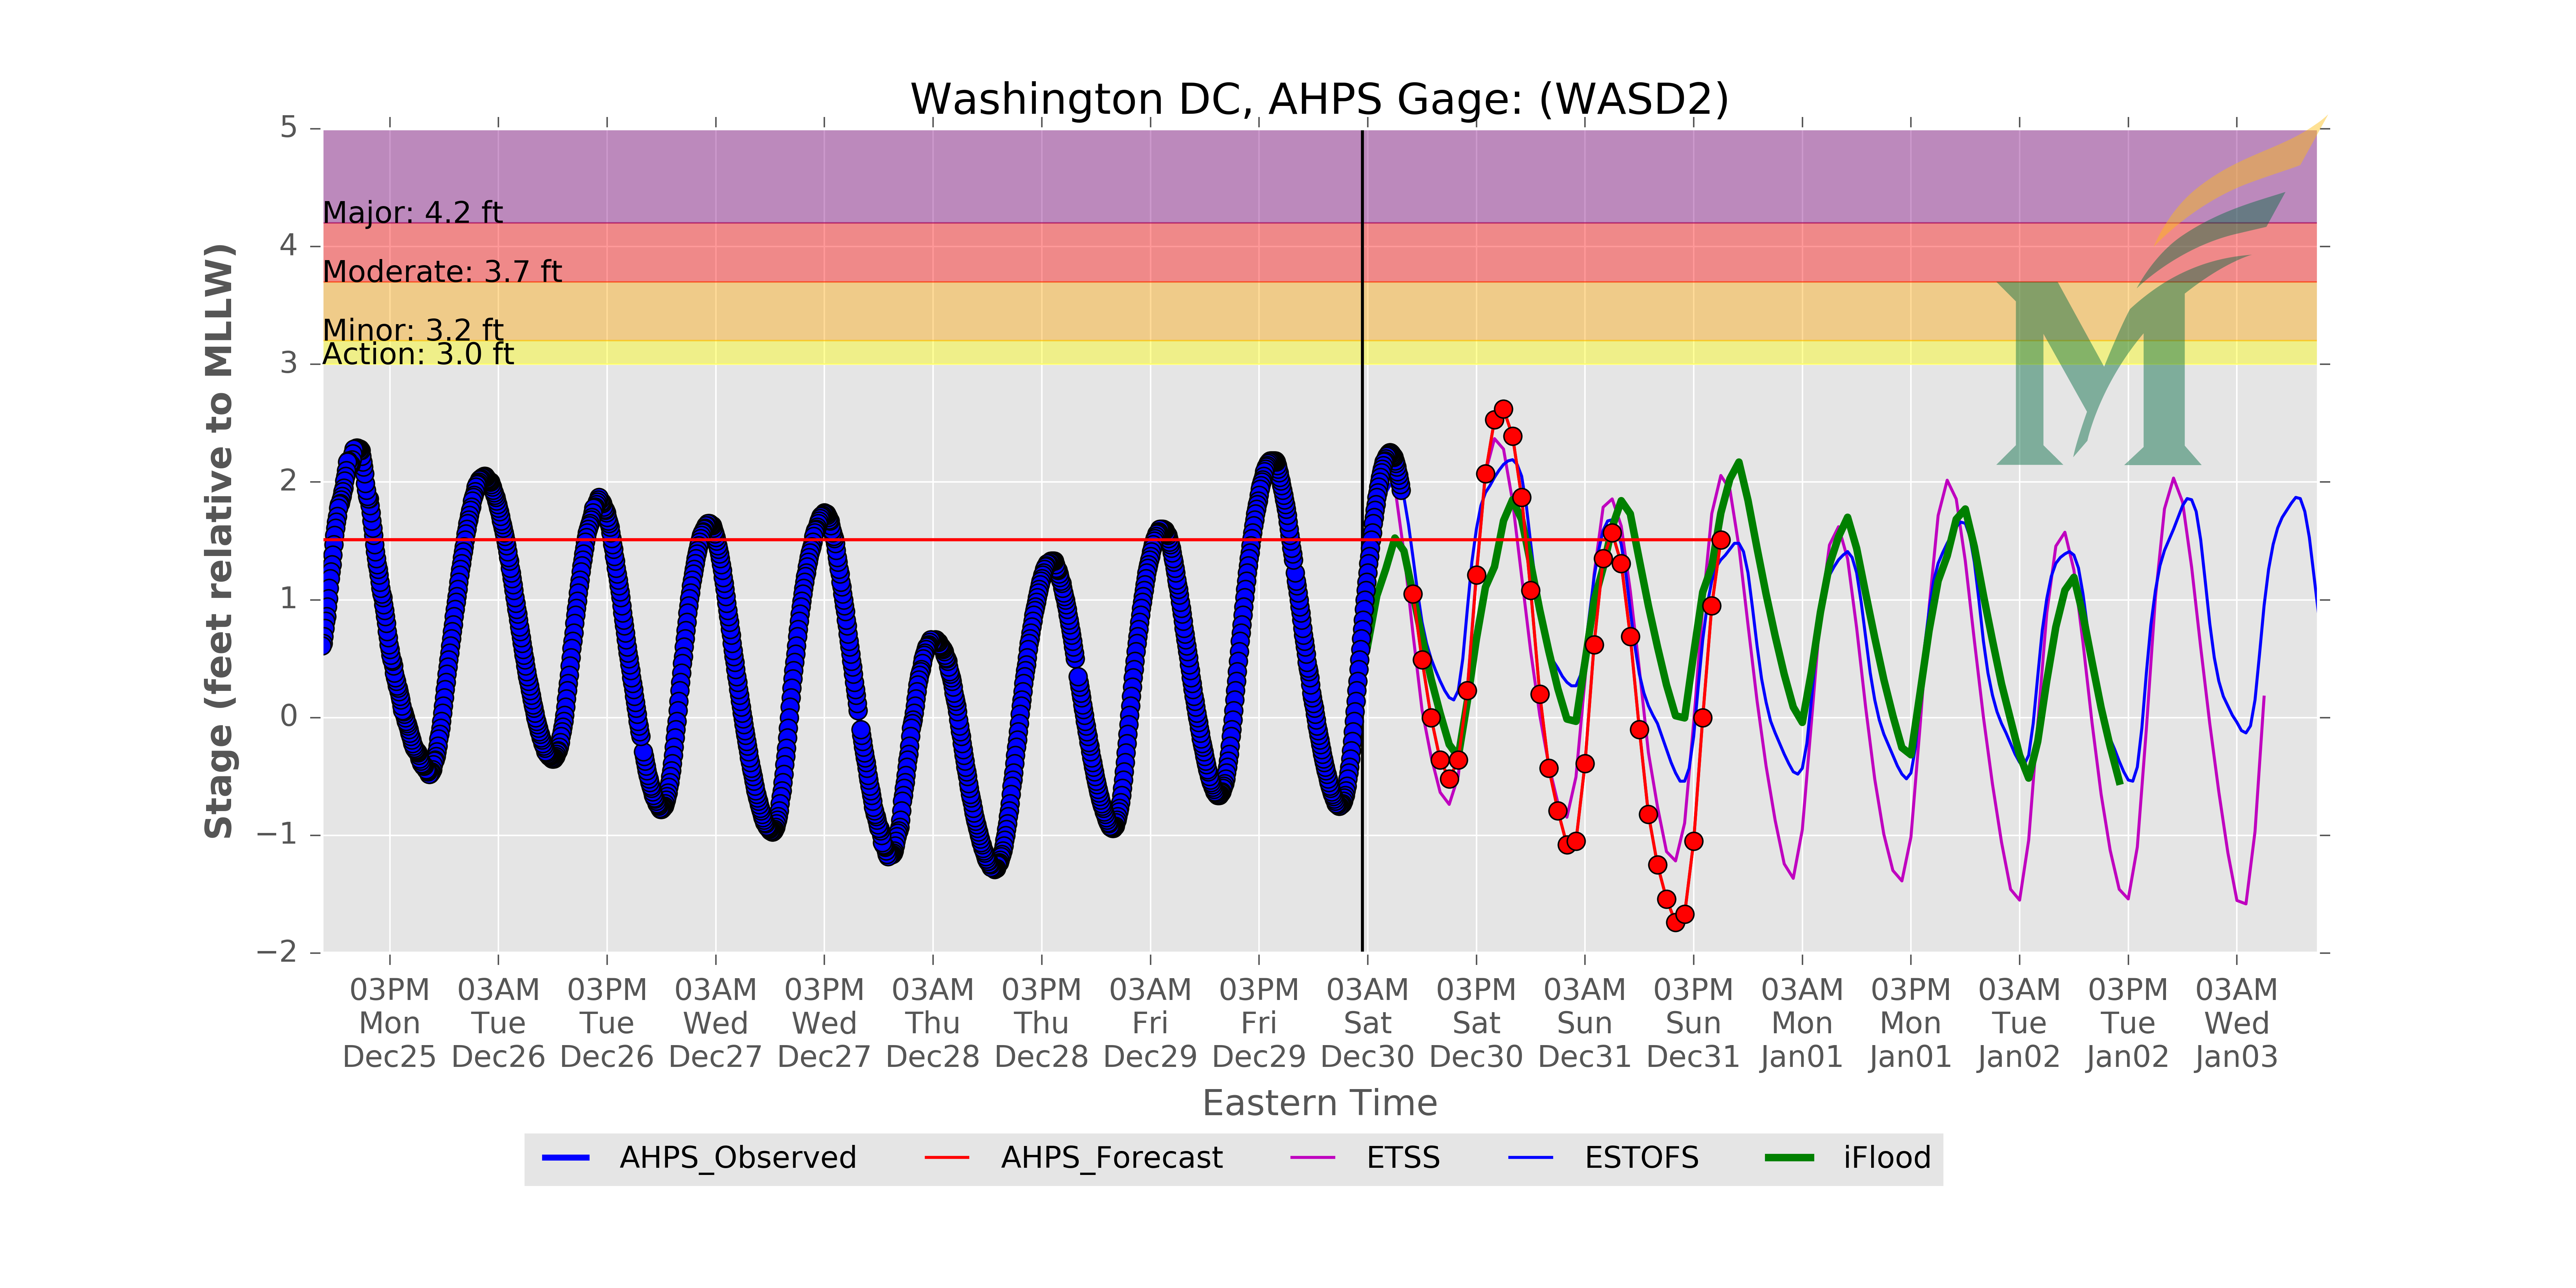 Washington DC, AHPS Gage: (WASD2)
Stage (feet relative to MLLW)
5
4
3
2
1
0
−1
−2
Major: 4.2 ft
Moderate: 3.7 ft
Minor: 3.2 ft
Action: 3.0 ft
M
03PM 03AM 03PM 03AM 03PM 03AM 03PM 03AM 03PM 03AM 03PM 03AM 03PM 03AM 03PM 03AM 03PM 03AM
Mon Tue Tue Wed Wed Thu Thu Fri Fri Sat Sat Sun Sun Mon Mon Tue Tue Wed
Dec25 Dec26 Dec26 Dec27 Dec27 Dec28 Dec28 Dec29 Dec29 Dec30 Dec30 Dec31 Dec31 Jan01 Jan01 Jan02 Jan02 Jan03
Eastern Time
AHPS_Observed AHPS_Forecast ETSS ESTOFS iFlood